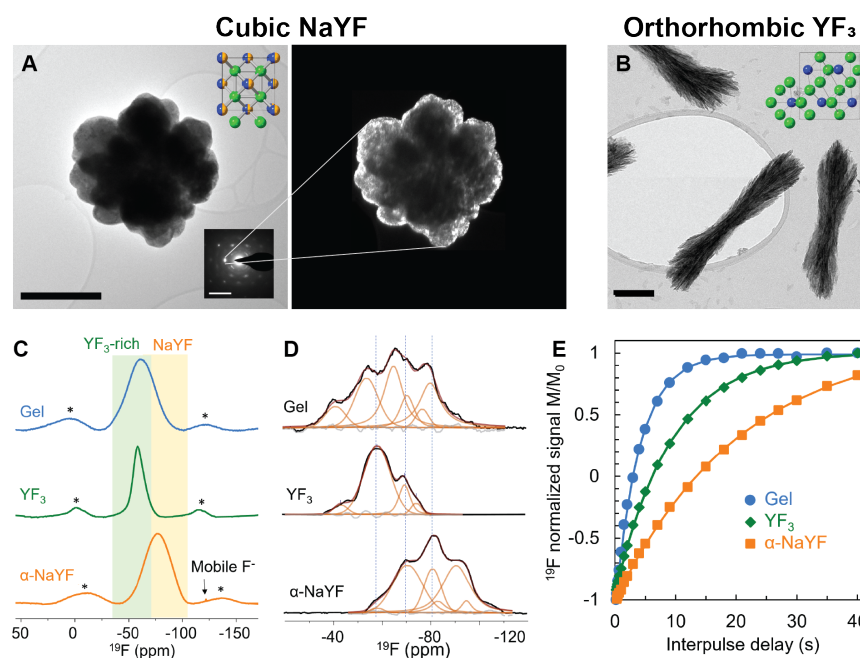 Cubic NaYF
Orthorhombic YF₃
A
B
C
YF₃-rich
NaYF
Gel
*
*
YF₃
*
*
α-NaYF
Mobile F⁻
*
*
50
0
-50
-100
-150
¹⁹F (ppm)
D
Gel
YF₃
α-NaYF
-40
-60
-80
-120
¹⁹F (ppm)
E
¹⁹F normalized signal M/M₀
1
0.5
0
-0.5
-1
Gel
YF₃
α-NaYF
0
10
20
30
40
Interpulse delay (s)